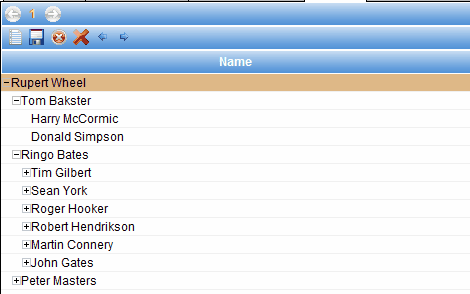 1
Name
Rupert Wheel
Tom Bakster
Harry McCormic
Donald Simpson
Ringo Bates
Tim Gilbert
Sean York
Roger Hooker
Robert Hendrikson
Martin Connery
John Gates
Peter Masters